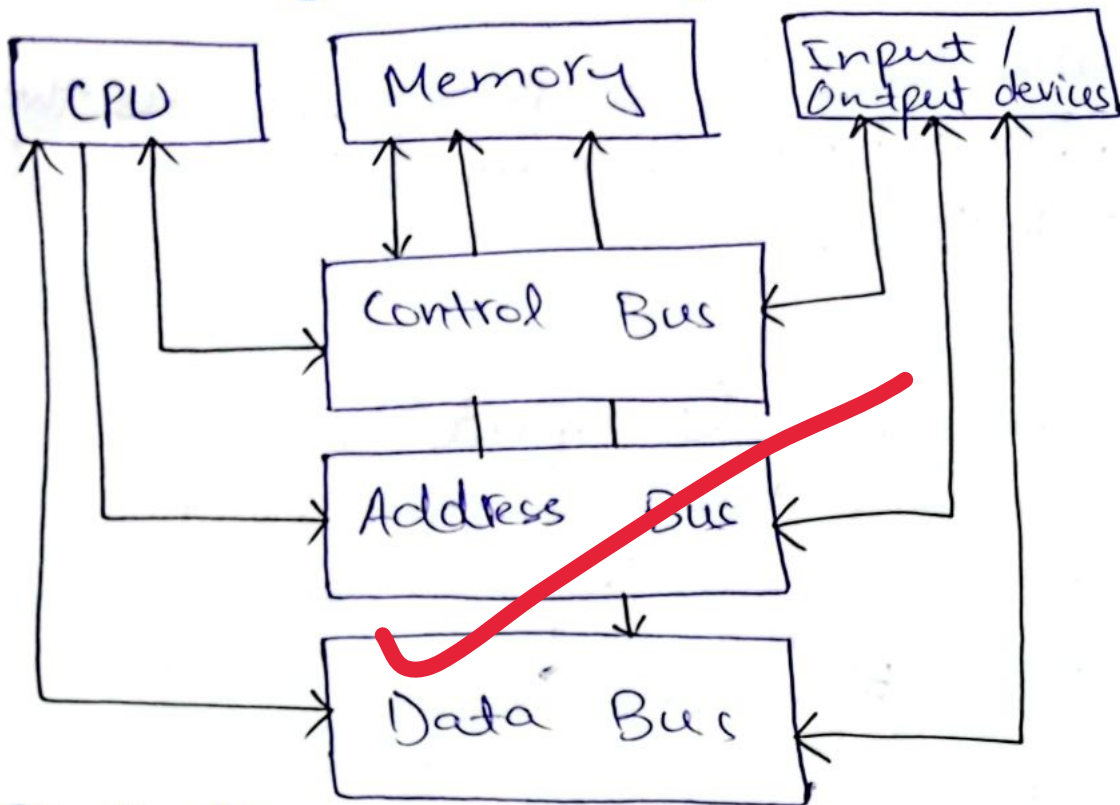 CPU
Memory
Input /
Output devices
Control Bus
Address Bus
Data Bus